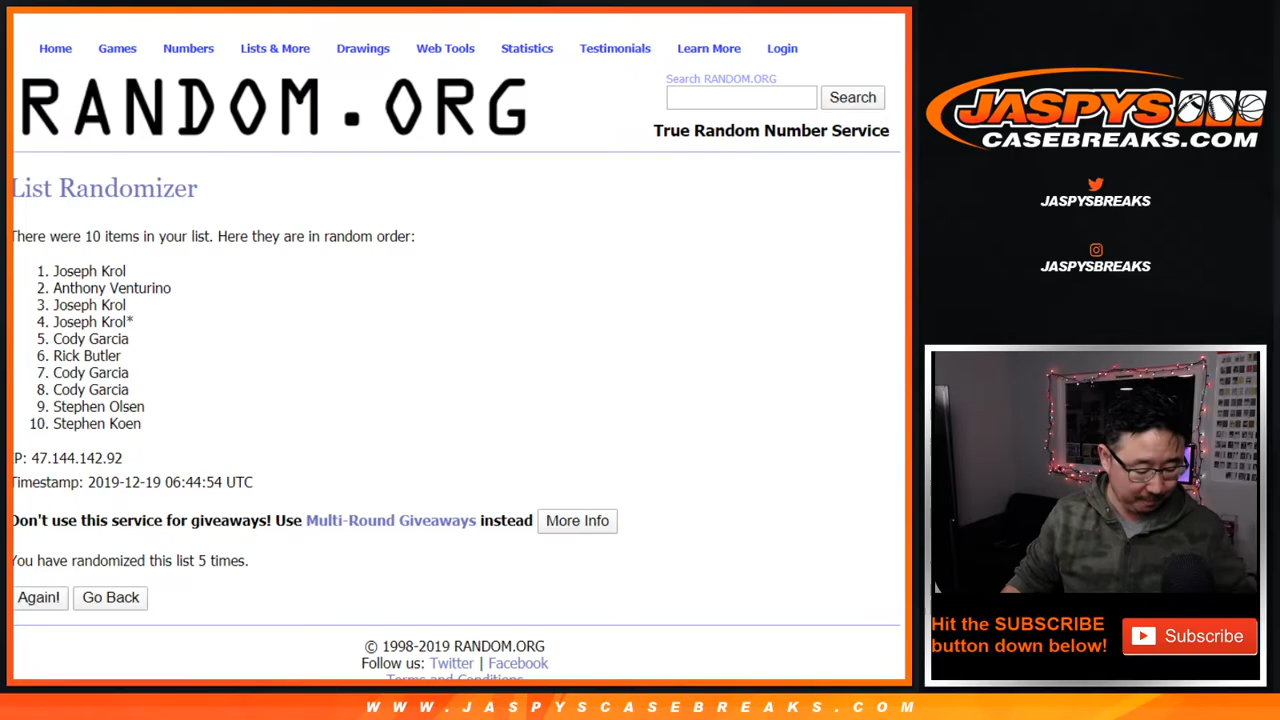 Home Games Numbers Lists & More Drawings Web Tools Statistics Testimonials Learn More Login
RANDOM.ORG
Search RANDOM.ORG
Search
True Random Number Service
List Randomizer
There were 10 items in your list. Here they are in random order:
1. Joseph Krol
2. Anthony Venturino
3. Joseph Krol
4. Joseph Krol*
5. Cody Garcia
6. Rick Butler
7. Cody Garcia
8. Cody Garcia
9. Stephen Olsen
10. Stephen Koen
IP: 47.144.142.92
Timestamp: 2019-12-19 06:44:54 UTC
Don't use this service for giveaways! Use Multi-Round Giveaways instead More Info
You have randomized this list 5 times.
Again! Go Back
© 1998-2019 RANDOM.ORG
Follow us: Twitter | Facebook
Terms and Conditions
JASPYS
CASEBREAKS.COM
JASPYSBREAKS
JASPYSBREAKS
Hit the SUBSCRIBE
button down below!
Subscribe
WWW.JASPYSCASEBREAKS.COM